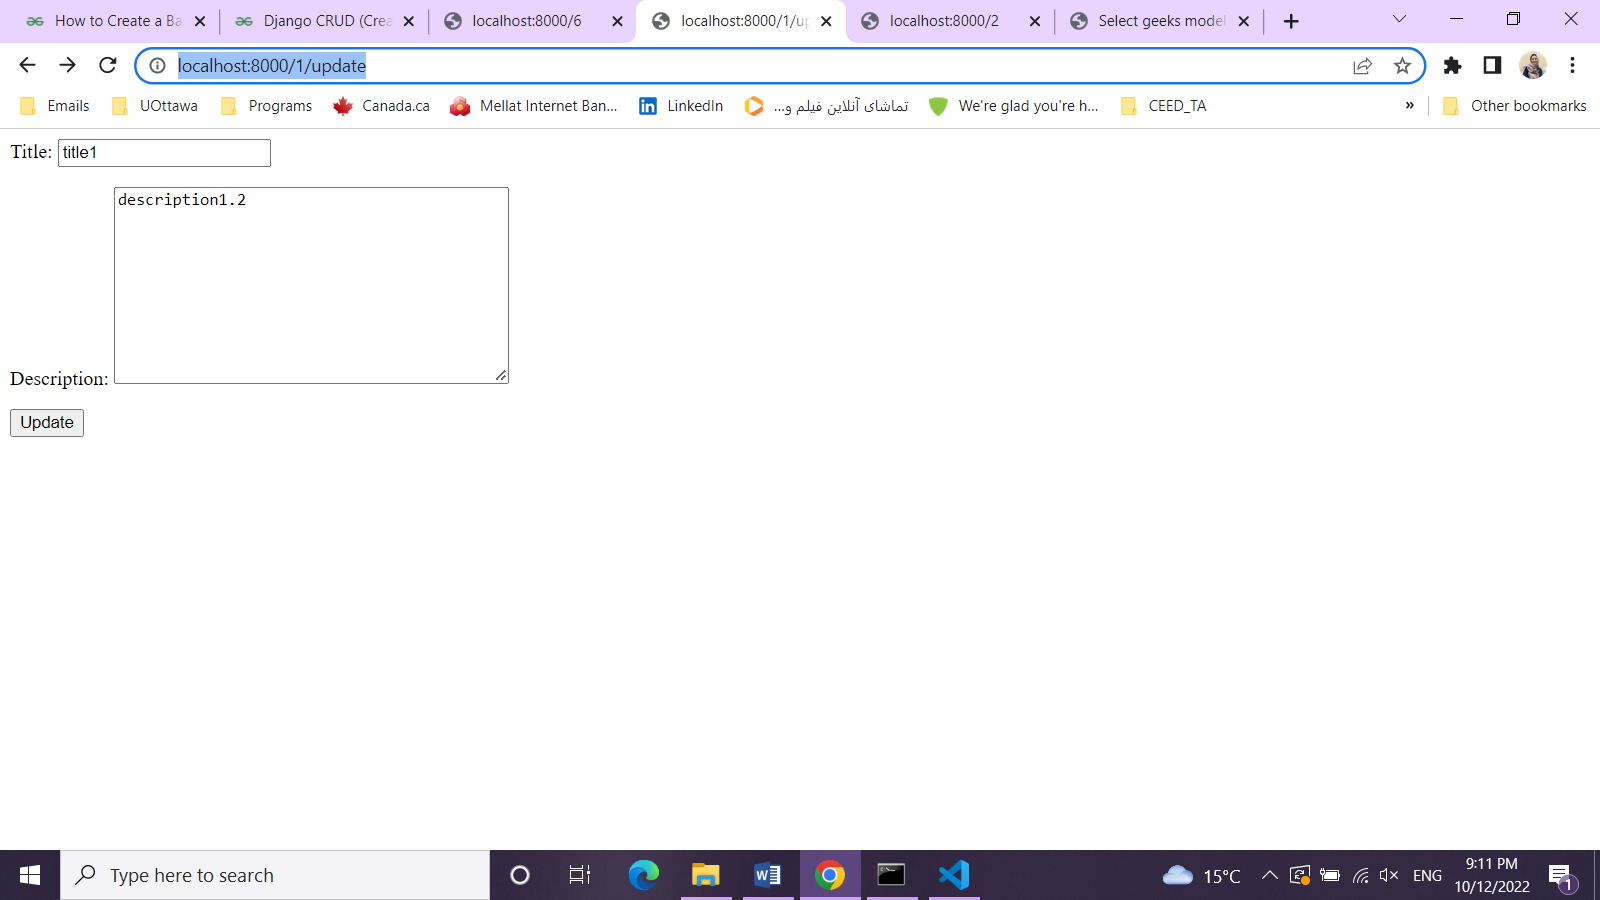 How to Create a Ba
Django CRUD (Crea
localhost:8000/6
localhost:8000/1/up
localhost:8000/2
Select geeks model
localhost:8000/1/update
Emails
UOttawa
Programs
Canada.ca
Mellat Internet Ban...
LinkedIn
تماشای آنلاین فیلم و...
We're glad you're h...
CEED_TA
»
Other bookmarks
Title: title1
description1.2
Description:
Update
Type here to search
15°C
ENG
9:11 PM
10/12/2022
1